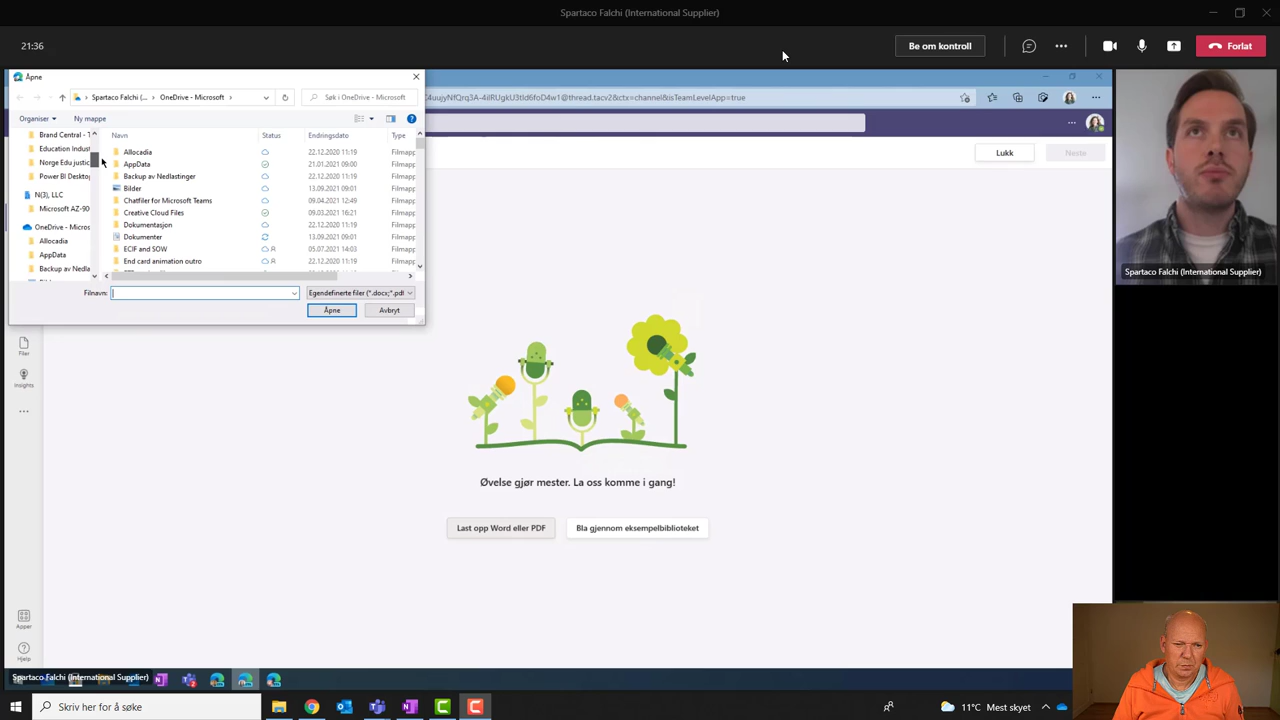 Spartaco Falchi (International Supplier)
21:36
Be om kontroll
Forlat
Åpne
Spartaco Falchi (...
OneDrive - Microsoft
Søk i OneDrive - Microsoft
4uujyNfQrq3A-4ilRUgkU3tId6foD4w1@thread.tacv2&ctx=channel&isTeamLevelApp=true
Organiser
Ny mappe
Brand Central - T
Education Indust
Norge Edu justic
Power BI Desktop
N(3), LLC
Microsoft AZ-90
OneDrive - Micros
Allocadia
AppData
Backup av Nedla
Navn Status Endringsdato Type
Allocadia 22.12.2020 11:19 Filmapp
AppData 21.01.2021 09:00 Filmapp
Backup av Nedlastinger 22.12.2020 11:19 Filmapp
Bilder 13.09.2021 09:01 Filmapp
Chatfiler for Microsoft Teams 09.04.2021 12:49 Filmapp
Creative Cloud Files 09.03.2021 16:21 Filmapp
Dokumentasjon 22.12.2020 11:19 Filmapp
Dokumenter 13.09.2021 09:01 Filmapp
ECIF and SOW 05.07.2021 14:03 Filmapp
End card animation outro 22.12.2020 11:19 Filmapp
Filnavn:
Egendefinerte filer (*.docx;*.pdf
Åpne
Avbryt
Lukk
Neste
Spartaco Falchi (International Supplier)
Filer
Insights
Øvelse gjør mester. La oss komme i gang!
Last opp Word eller PDF
Bla gjennom eksempelbiblioteket
Apper
Hjelp
Spartaco Falchi (International Supplier)
Skriv her for å søke
11°C Mest skyet